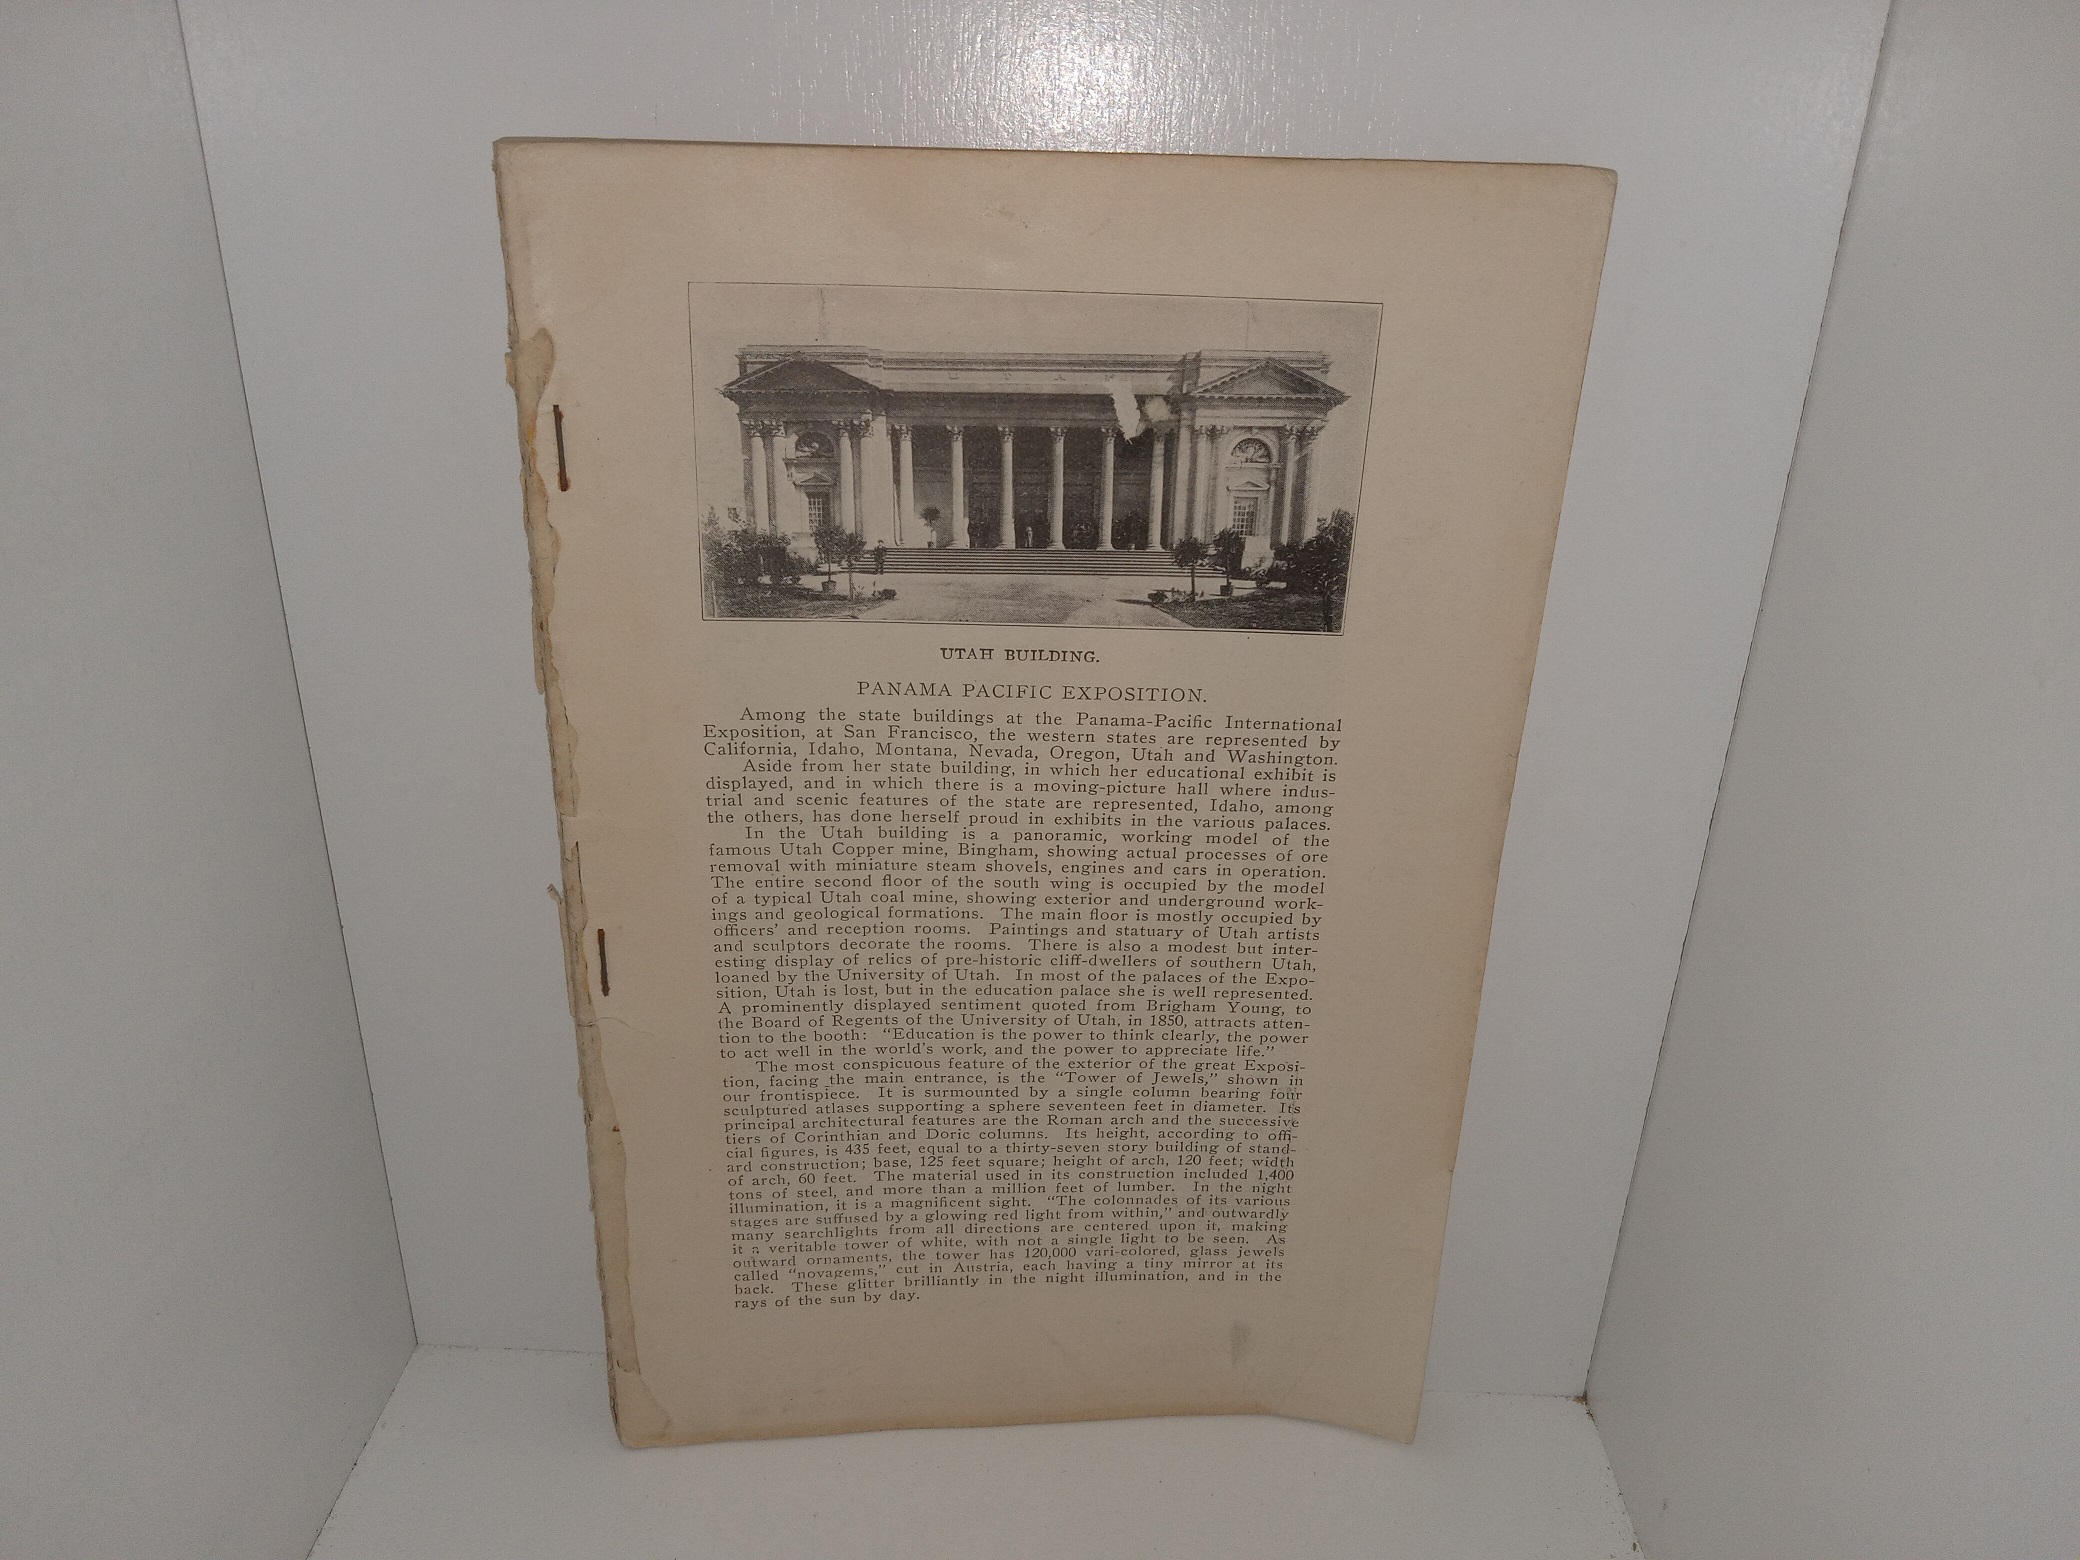 UTAH BUILDING.
PANAMA PACIFIC EXPOSITION.
Among the state buildings at the Panama-Pacific International
Exposition, at San Francisco, the western states are represented by
California, Idaho, Montana, Nevada, Oregon, Utah and Washington.
Aside from her state building, in which her educational exhibit is
displayed, and in which there is a moving-picture hall where indus-
trial and scenic features of the state are represented, Idaho, among
the others, has done herself proud in exhibits in the various palaces.
In the Utah building is a panoramic, working model of the
famous Utah Copper mine, Bingham, showing actual processes of ore
removal with miniature steam shovels, engines and cars in operation.
The entire second floor of the south wing is occupied by the model
of a typical Utah coal mine, showing exterior and underground work-
ings and geological formations. The main floor is mostly occupied by
officers' and reception rooms. Paintings and statuary of Utah artists
and sculptors decorate the rooms. There is also a modest but inter-
esting display of relics of pre-historic cliff-dwellers of southern Utah,
loaned by the University of Utah. In most of the palaces of the Expo-
sition, Utah is lost, but in the education palace she is well represented.
A prominently displayed sentiment quoted from Brigham Young, to
the Board of Regents of the University of Utah, in 1850, attracts atten-
tion to the booth: "Education is the power to think clearly, the power
to act well in the world's work, and the power to appreciate life."
The most conspicuous feature of the exterior of the great Exposi-
tion, facing the main entrance, is the "Tower of Jewels," shown in
our frontispiece. It is surmounted by a single column bearing four
sculptured atlases supporting a sphere seventeen feet in diameter. Its
principal architectural features are the Roman arch and the successive
tiers of Corinthian and Doric columns. Its height, according to offi-
cial figures, is 435 feet, equal to a thirty-seven story building of stand-
ard construction; base, 125 feet square; height of arch, 120 feet; width
of arch, 60 feet. The material used in its construction included 1,400
tons of steel, and more than a million feet of lumber. In the night
illumination, it is a magnificent sight. "The colonnades of its various
stages are suffused by a glowing red light from within," and outwardly
many searchlights from all directions are centered upon it, making
it a veritable tower of white, with not a single light to be seen. As
outward ornaments, the tower has 120,000 vari-colored, glass jewels
called "novagems," cut in Austria, each having a tiny mirror at its
back. These glitter brilliantly in the night illumination, and in the
rays of the sun by day.